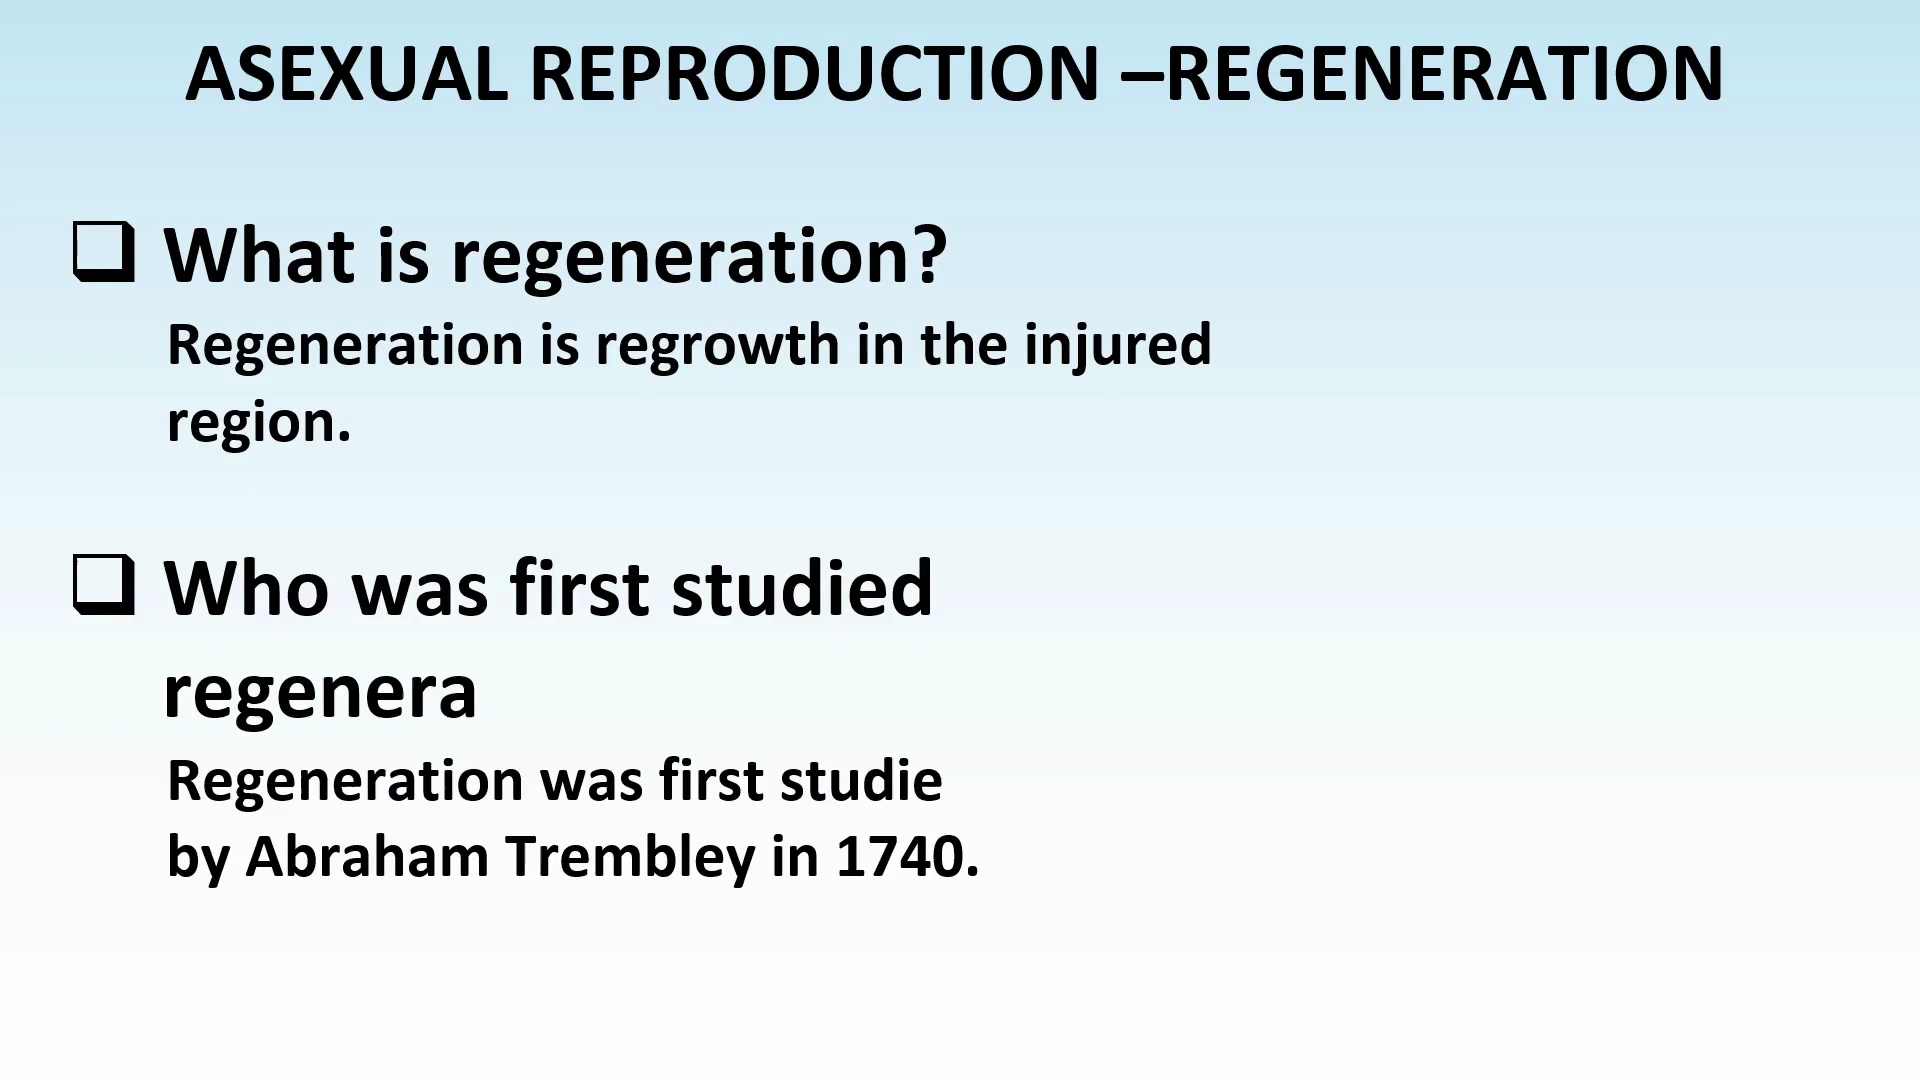 ASEXUAL REPRODUCTION –REGENERATION
What is regeneration?
Regeneration is regrowth in the injured
region.
Who was first studied
regenera
Regeneration was first studie
by Abraham Trembley in 1740.